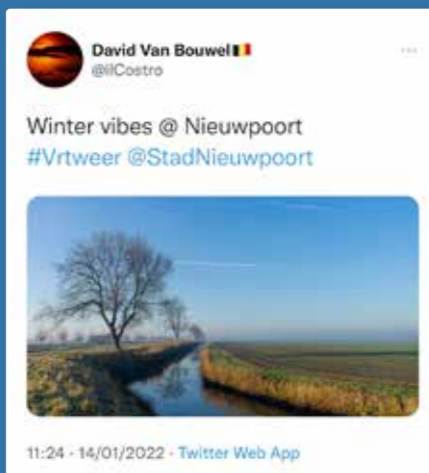 David Van Bouwel🇧🇪
@ilCostro
Winter vibes @ Nieuwpoort
#Vrtweer @StadNieuwpoort
11:24 · 14/01/2022 · Twitter Web App